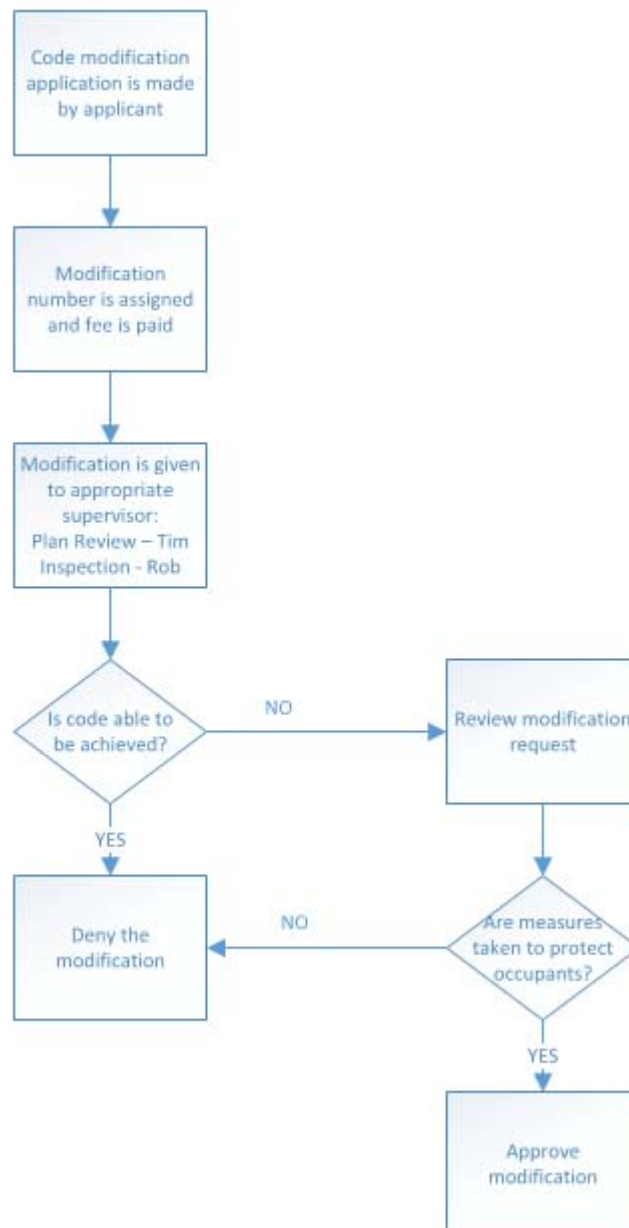 Code modification
application is made
by applicant
Modification
number is assigned
and fee is paid
Modification is given
to appropriate
supervisor:
Plan Review – Tim
Inspection - Rob
Is code able to
be achieved?
NO
Review modification
request
YES
Deny the
modification
NO
Are measures
taken to protect
occupants?
YES
Approve
modification